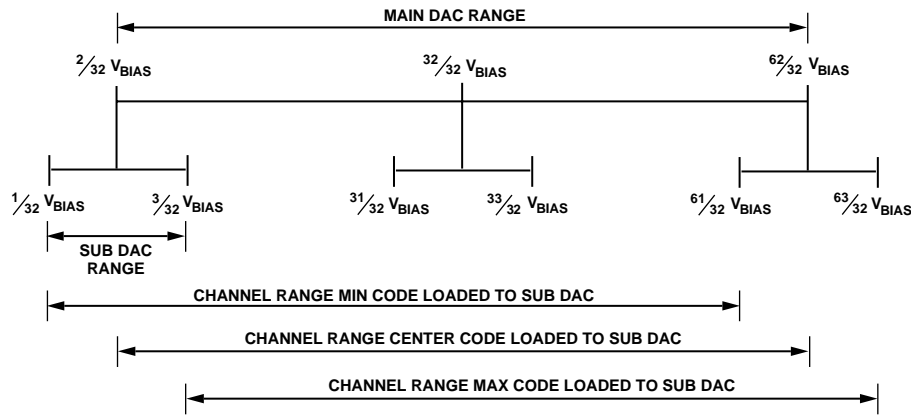 MAIN DAC RANGE
2/32 VBIAS
32/32 VBIAS
62/32 VBIAS
1/32 VBIAS
3/32 VBIAS
31/32 VBIAS
33/32 VBIAS
61/32 VBIAS
63/32 VBIAS
SUB DAC
RANGE
CHANNEL RANGE MIN CODE LOADED TO SUB DAC
CHANNEL RANGE CENTER CODE LOADED TO SUB DAC
CHANNEL RANGE MAX CODE LOADED TO SUB DAC